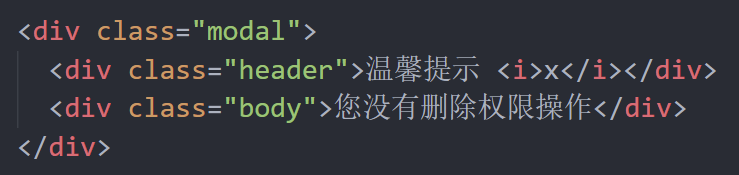 <div class="modal">
  <div class="header">温馨提示 <i>x</i></div>
  <div class="body">您没有删除权限操作</div>
</div>